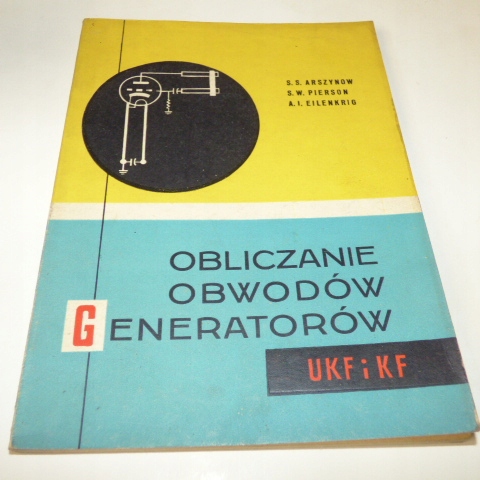 S. S. ARSZYNOW
S. W. PIERSON
A. I. EILENKRIG
OBLICZANIE
OBWODÓW
GENERATORÓW
UKF i KF